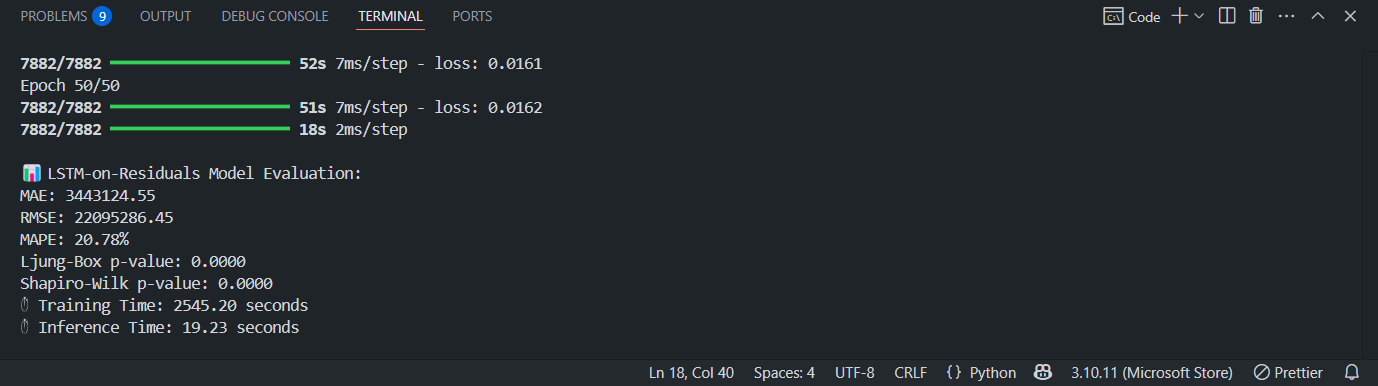 PROBLEMS 9 OUTPUT DEBUG CONSOLE TERMINAL PORTS Code
7882/7882 52s 7ms/step - loss: 0.0161
Epoch 50/50
7882/7882 51s 7ms/step - loss: 0.0162
7882/7882 18s 2ms/step
LSTM-on-Residuals Model Evaluation:
MAE: 3443124.55
RMSE: 22095286.45
MAPE: 20.78%
Ljung-Box p-value: 0.0000
Shapiro-Wilk p-value: 0.0000
Training Time: 2545.20 seconds
Inference Time: 19.23 seconds
Ln 18, Col 40 Spaces: 4 UTF-8 CRLF {} Python 3.10.11 (Microsoft Store) Prettier